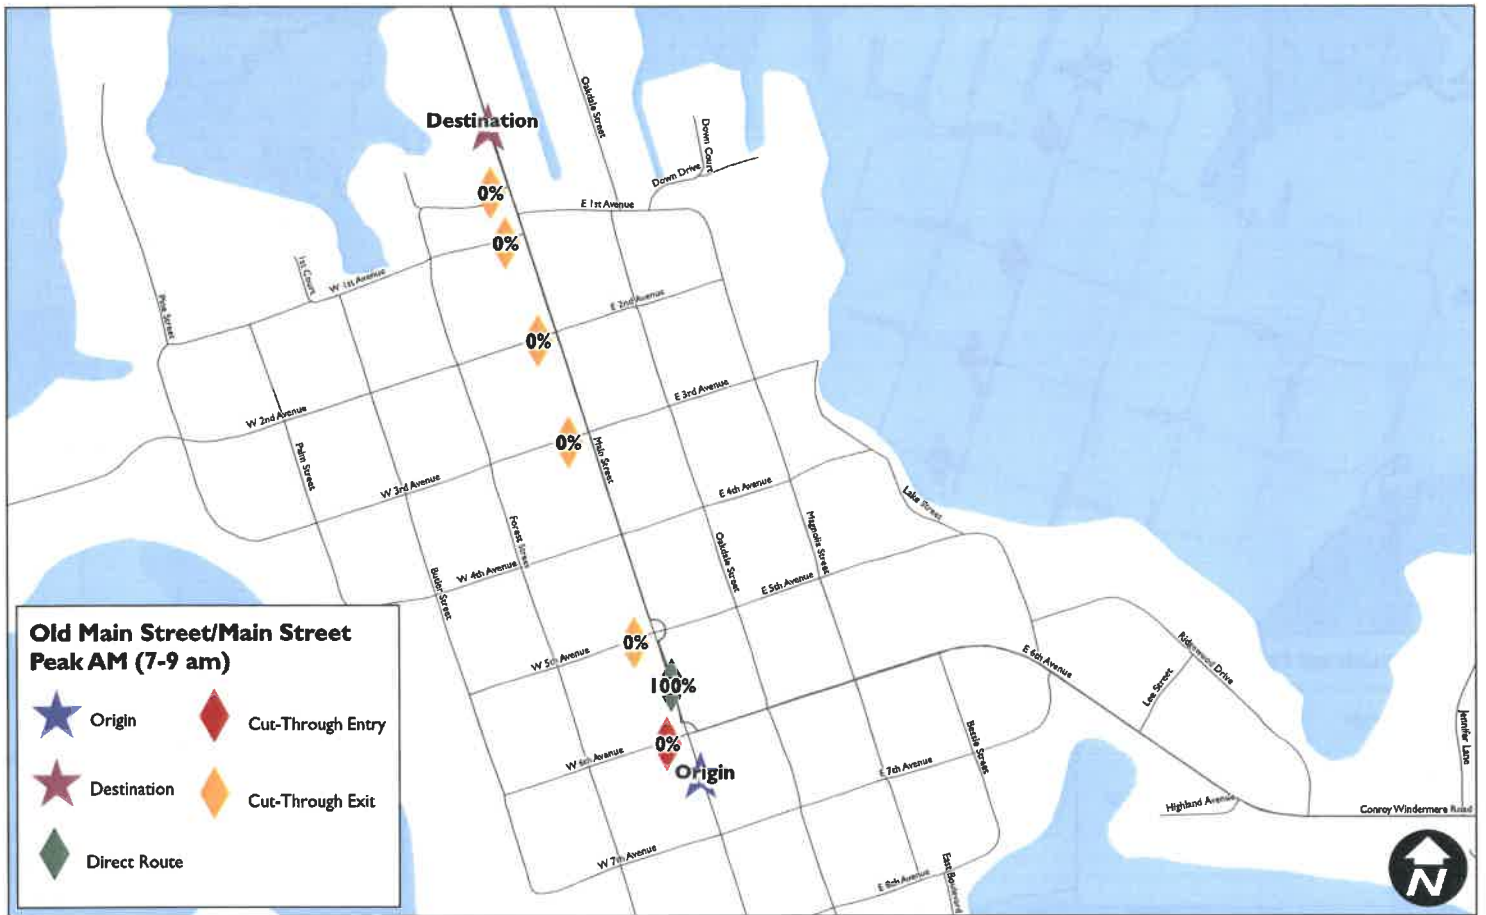 Oakdale Street
Destination
Down Court
Down Drive
0%
E 1st Avenue
0%
1st Court
W 1st Avenue
Pine Street
E 2nd Avenue
0%
E 3rd Avenue
W 2nd Avenue
0%
Main Street
Palm Street
W 3rd Avenue
E 4th Avenue
Lake Street
Forest Street
Magnolia Street
Oakdale Street
W 4th Avenue
Butler Street
E 5th Avenue
0%
W 5th Avenue
E 6th Avenue
Ridgewood Drive
Lee Street
100%
Jennifer Lane
0%
W 6th Avenue
Bessie Street
Origin
E 7th Avenue
Highland Avenue
Conroy Windermere Road
W 7th Avenue
E 8th Avenue
East Boulevard
Old Main Street/Main Street
Peak AM (7-9 am)
Origin
Cut-Through Entry
Destination
Cut-Through Exit
Direct Route
N